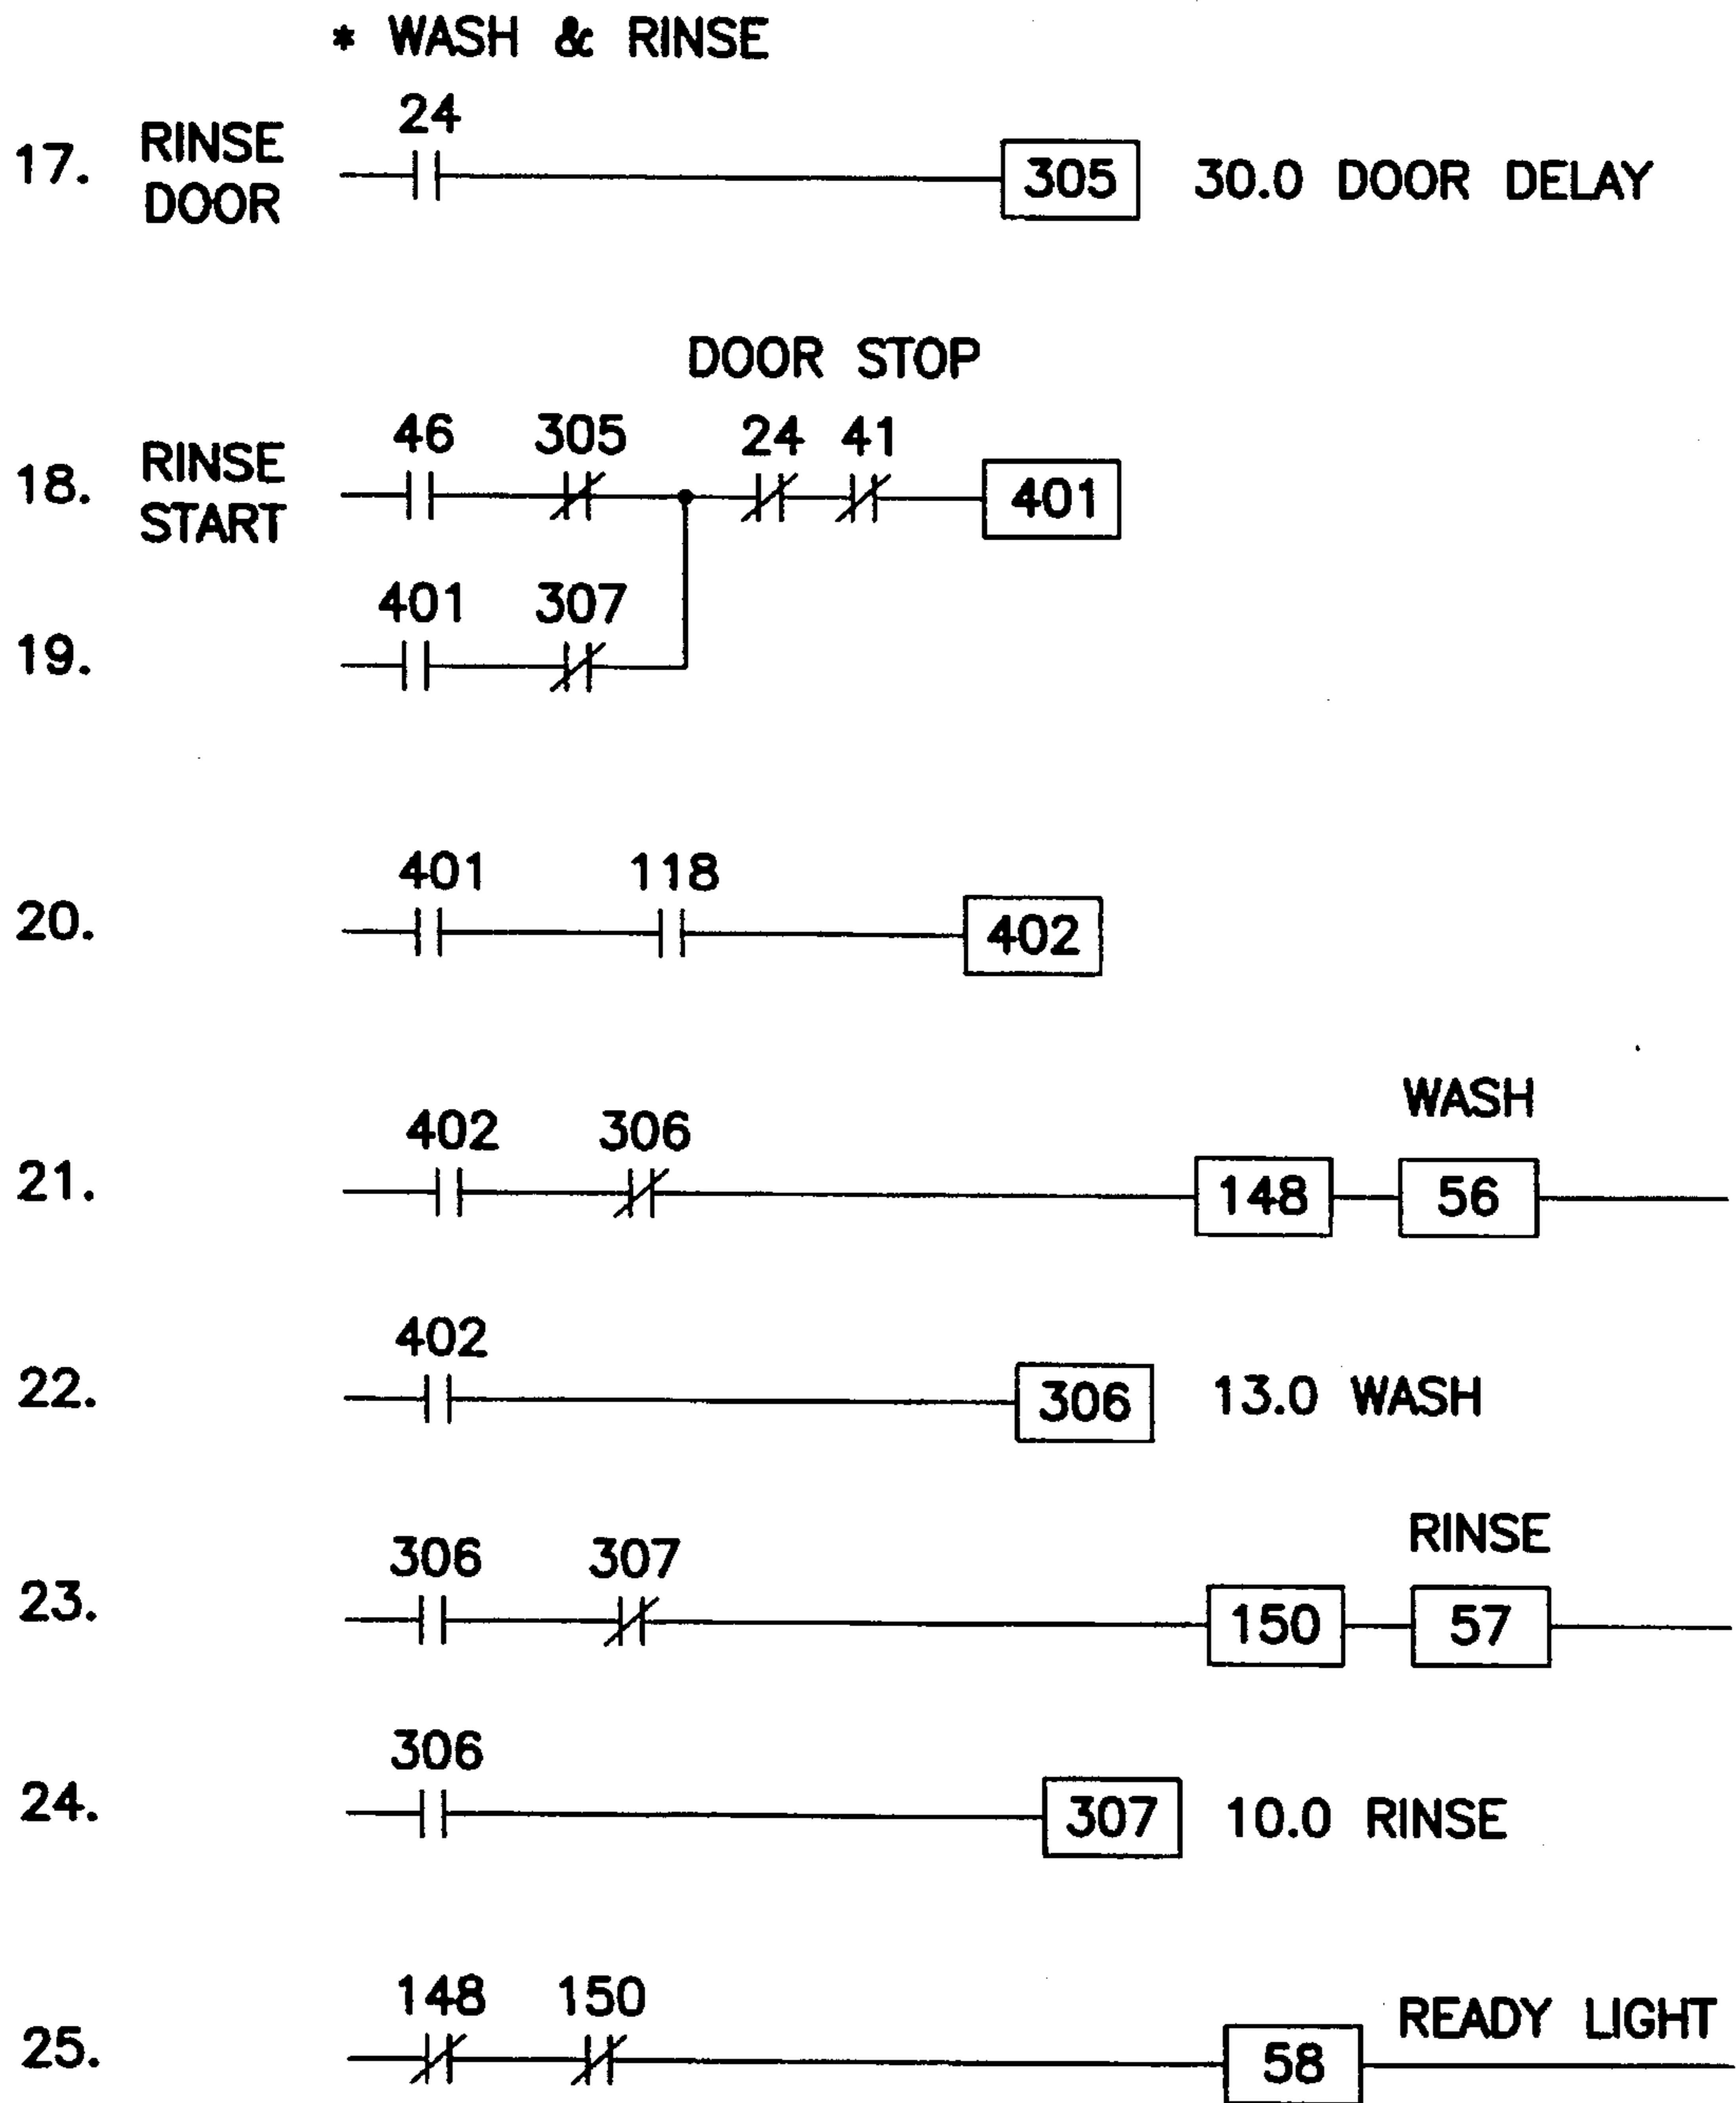 * WASH & RINSE
24
17. RINSE DOOR 305 30.0 DOOR DELAY
DOOR STOP
46 305 24 41
18. RINSE START 401
401 307
19.
401 118
20. 402
WASH
402 306
21. 148 56
402
22. 306 13.0 WASH
RINSE
306 307
23. 150 57
306
24. 307 10.0 RINSE
148 150 READY LIGHT
25. 58